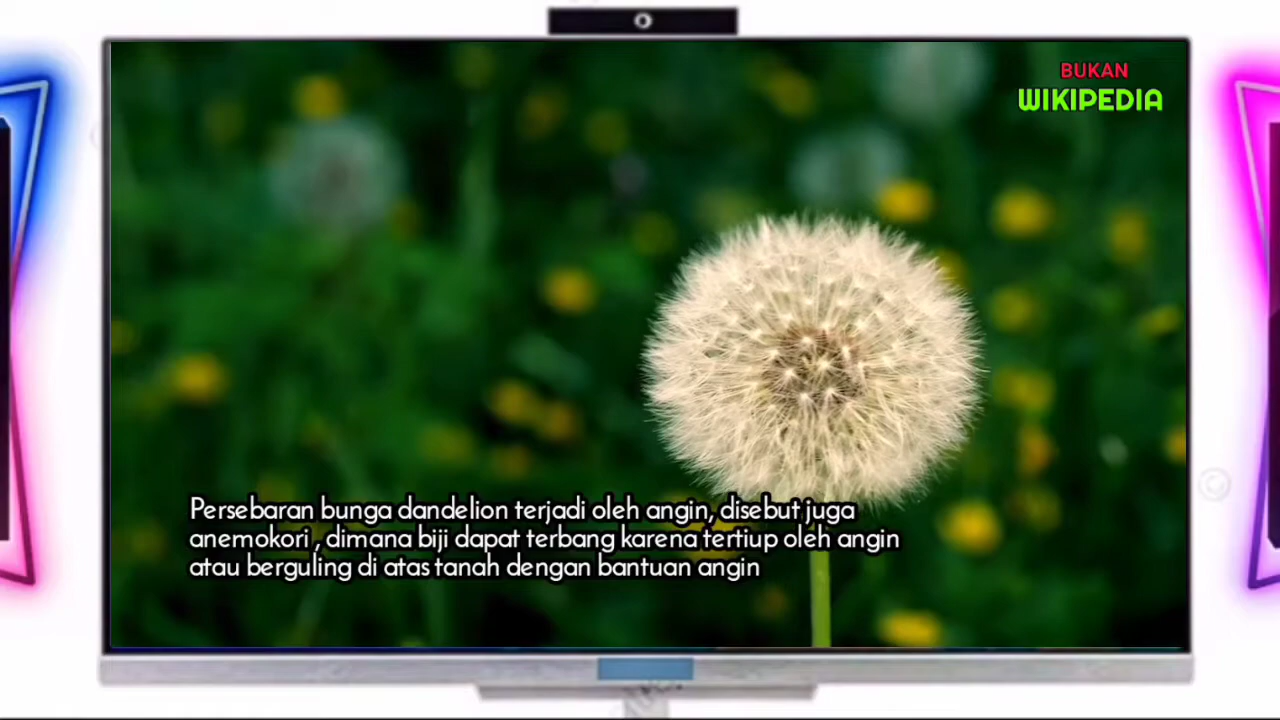 BUKAN
WIKIPEDIA
Persebaran bunga dandelion terjadi oleh angin, disebut juga
anemokori , dimana biji dapat terbang karena tertiup oleh angin
atau berguling di atas tanah dengan bantuan angin